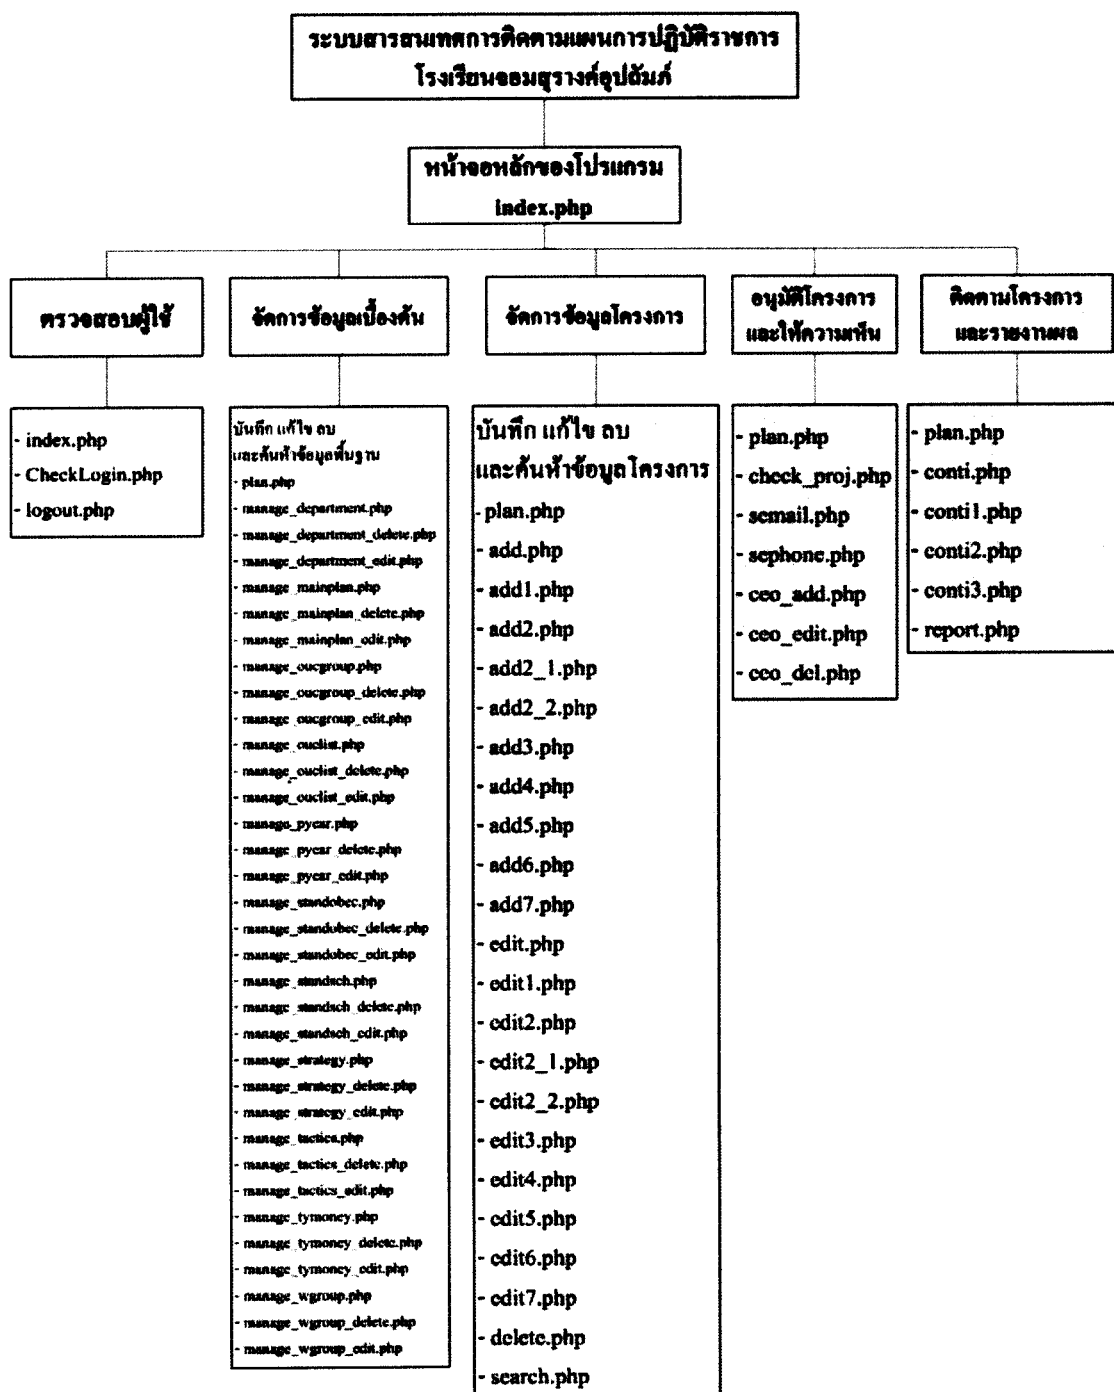 ระบบสารสนเทศการติดตามแผนการปฏิบัติราชการ
โรงเรียนจอมสุรางค์อุปถัมภ์
หน้าจอหลักของโปรแกรม
index.php
ตรวจสอบผู้ใช้
- index.php
- CheckLogin.php
- logout.php
จัดการข้อมูลเบื้องต้น
บันทึก แก้ไข ลบ
และค้นห้าข้อมูลพื้นฐาน
- plan.php
- manage_department.php
- manage_department_delete.php
- manage_department_edit.php
- manage_mainplan.php
- manage_mainplan_delete.php
- manage_mainplan_edit.php
- manage_oucgroup.php
- manage_oucgroup_delete.php
- manage_oucgroup_edit.php
- manage_ouclist.php
- manage_ouclist_delete.php
- manage_ouclist_edit.php
- manage_pyear.php
- manage_pyear_delete.php
- manage_pyear_edit.php
- manage_standobec.php
- manage_standobec_delete.php
- manage_standobec_edit.php
- manage_standsch.php
- manage_standsch_delete.php
- manage_standsch_edit.php
- manage_strategy.php
- manage_strategy_delete.php
- manage_strategy_edit.php
- manage_tactics.php
- manage_tactics_delete.php
- manage_tactics_edit.php
- manage_tymoney.php
- manage_tymoney_delete.php
- manage_tymoney_edit.php
- manage_wgroup.php
- manage_wgroup_delete.php
- manage_wgroup_edit.php
จัดการข้อมูลโครงการ
บันทึก แก้ไข ลบ
และค้นห้าข้อมูลโครงการ
- plan.php
- add.php
- add1.php
- add2.php
- add2_1.php
- add2_2.php
- add3.php
- add4.php
- add5.php
- add6.php
- add7.php
- edit.php
- edit1.php
- edit2.php
- edit2_1.php
- edit2_2.php
- edit3.php
- edit4.php
- edit5.php
- edit6.php
- edit7.php
- delete.php
- search.php
อนุมัติโครงการ
และให้ความเห็น
- plan.php
- check_proj.php
- semail.php
- sephone.php
- ceo_add.php
- ceo_edit.php
- ceo_del.php
ติดตามโครงการ
และรายงานผล
- plan.php
- conti.php
- conti1.php
- conti2.php
- conti3.php
- report.php